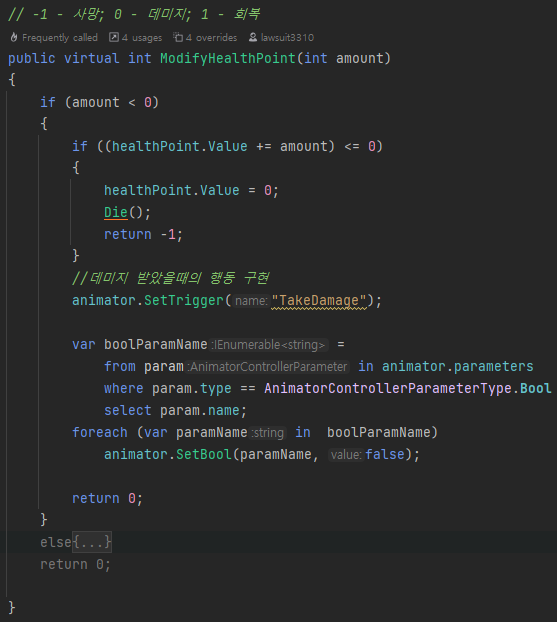 // -1 - 사망; 0 - 데미지; 1 - 회복
Frequently called 4 usages 4 overrides lawsuit3310
public virtual int ModifyHealthPoint(int amount)
{
if (amount < 0)
{
if ((healthPoint.Value += amount) <= 0)
{
healthPoint.Value = 0;
Die();
return -1;
}
//데미지 받았을때의 행동 구현
animator.SetTrigger(name:"TakeDamage");
var boolParamName:IEnumerable<string> =
from param:AnimatorControllerParameter in animator.parameters
where param.type == AnimatorControllerParameterType.Bool
select param.name;
foreach (var paramName:string in boolParamName)
animator.SetBool(paramName, value:false);
return 0;
}
else{...}
return 0;
}